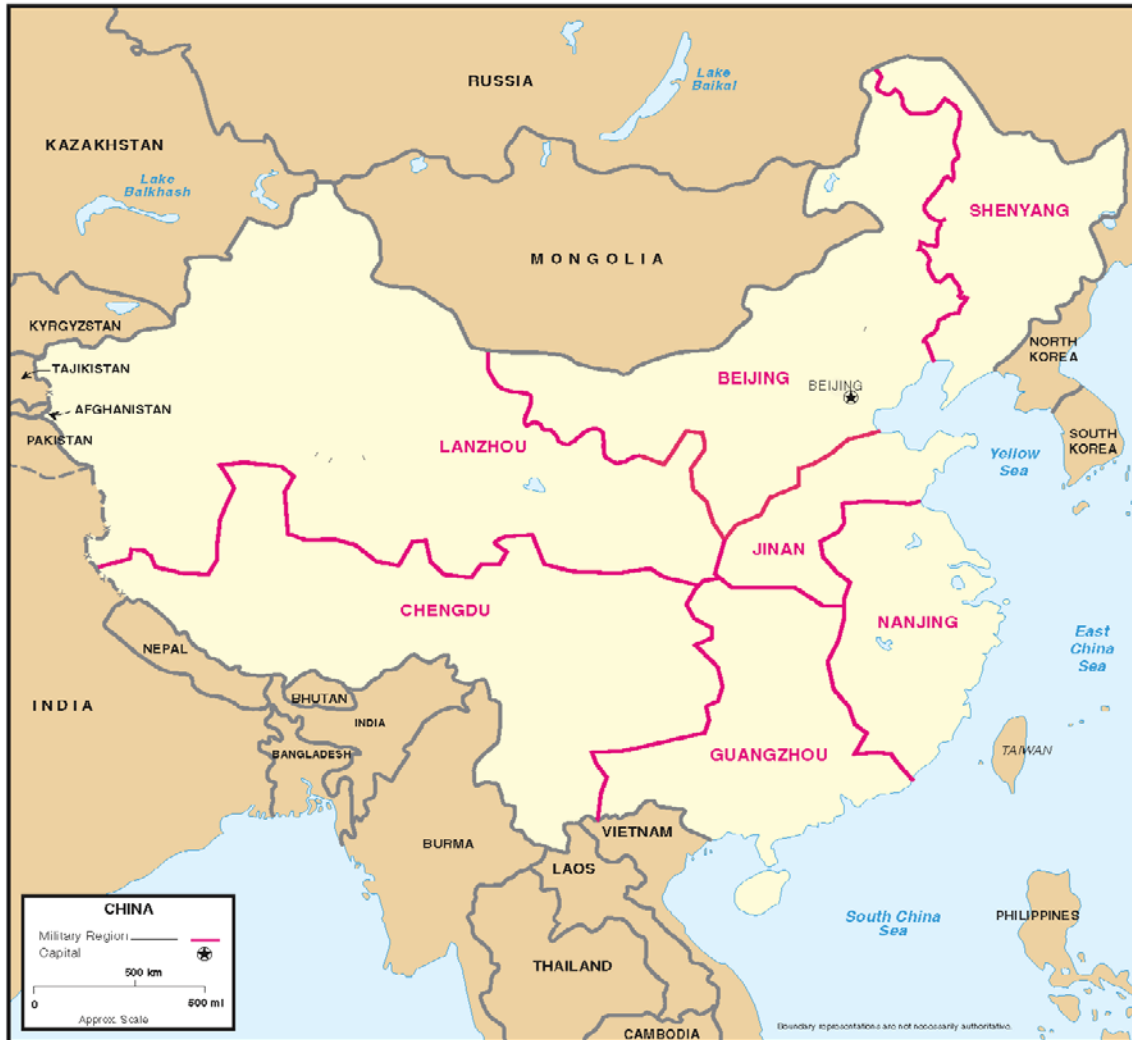 RUSSIA
Lake
Baikal
KAZAKHSTAN
Lake
Balkhash
SHENYANG
MONGOLIA
KYRGYZSTAN
NORTH
KOREA
TAJIKISTAN
BEIJING
BEIJING
AFGHANISTAN
PAKISTAN
LANZHOU
SOUTH
KOREA
Yellow
Sea
JINAN
CHENGDU
NANJING
East
China
Sea
NEPAL
INDIA
BHUTAN
INDIA
BANGLADESH
GUANGZHOU
TAIWAN
VIETNAM
BURMA
LAOS
South China
Sea
PHILIPPINES
THAILAND
CAMBODIA
CHINA
Military Region
Capital
500 km
0 500 mi
Approx. Scale
Boundary representations are not necessarily authoritative.